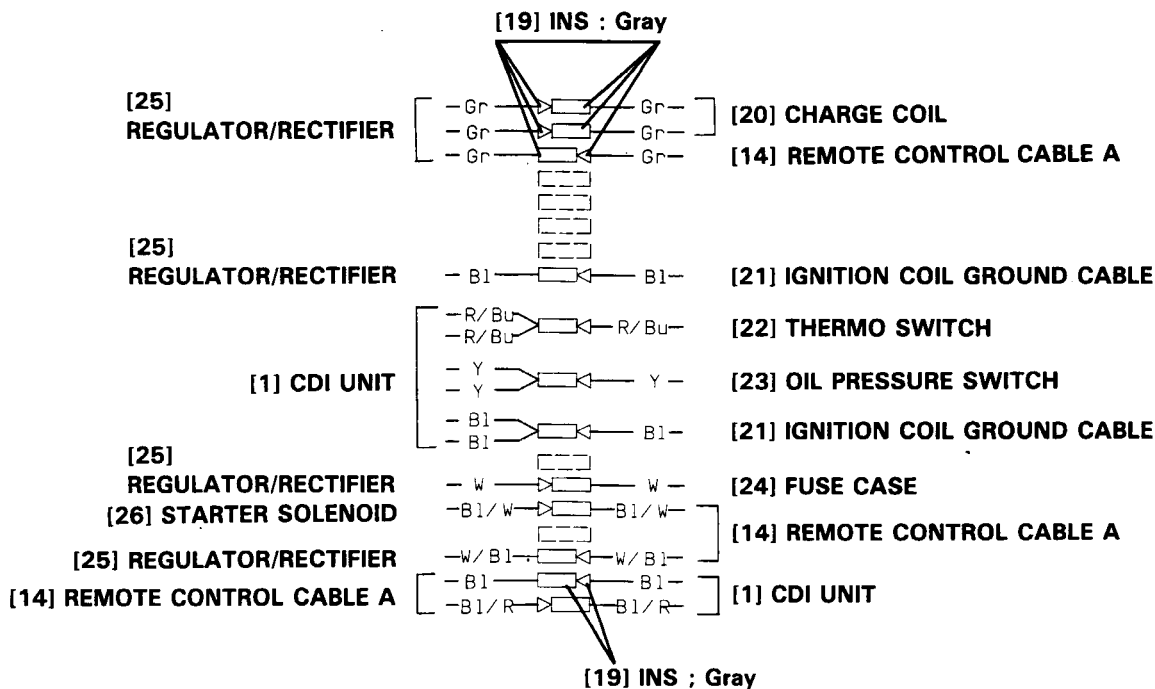 [19] INS : Gray
[25]
REGULATOR/RECTIFIER
Gr Gr
Gr Gr
Gr Gr
[20] CHARGE COIL
[14] REMOTE CONTROL CABLE A
[25]
REGULATOR/RECTIFIER Bl Bl [21] IGNITION COIL GROUND CABLE
[1] CDI UNIT
R/Bu
R/Bu
R/Bu [22] THERMO SWITCH
Y
Y
Y [23] OIL PRESSURE SWITCH
Bl
Bl
Bl [21] IGNITION COIL GROUND CABLE
[25]
REGULATOR/RECTIFIER W W [24] FUSE CASE
[26] STARTER SOLENOID Bl/W Bl/W
[14] REMOTE CONTROL CABLE A
[25] REGULATOR/RECTIFIER W/Bl W/Bl
[14] REMOTE CONTROL CABLE A
Bl Bl
Bl/R Bl/R
[1] CDI UNIT
[19] INS ; Gray